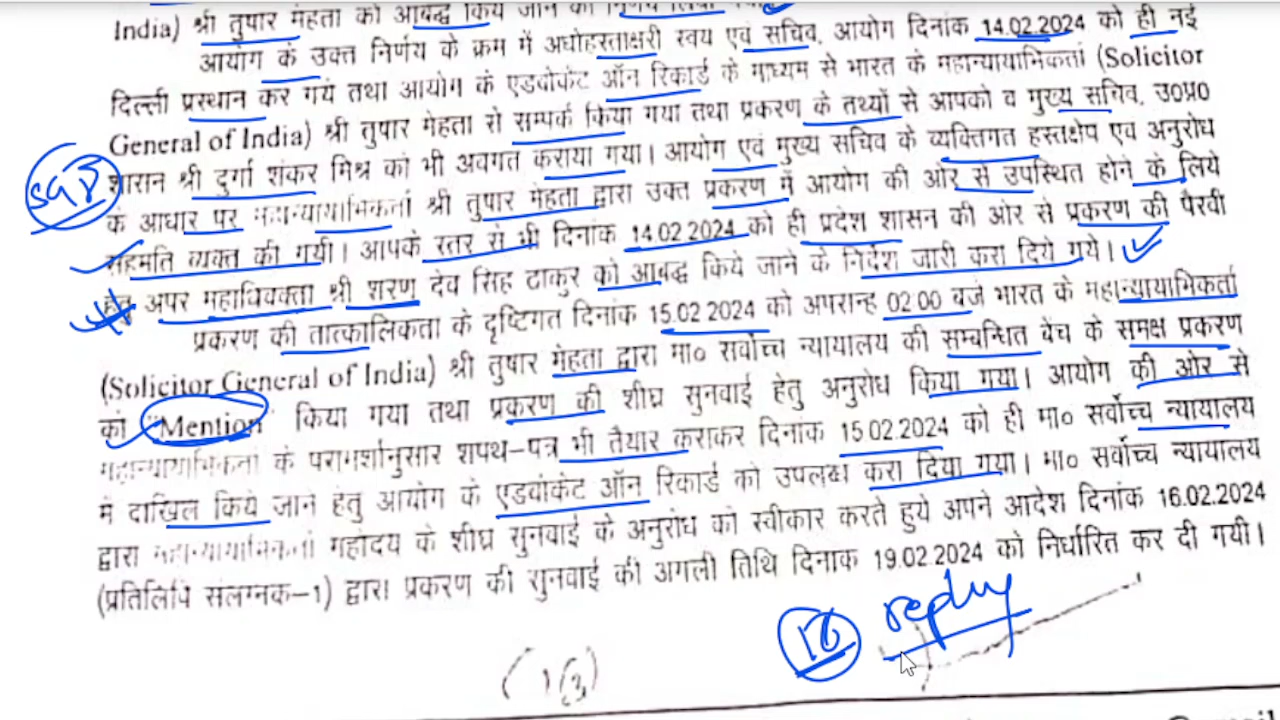 India) श्री तुषार मेहता को आबद्ध किये जाने का निर्णय लिया
आयोग के उक्त निर्णय के क्रम में अधोहस्ताक्षरी स्वयं एवं सचिव, आयोग दिनांक 14.02.2024 को ही नई
दिल्ली प्रस्थान कर गये तथा आयोग के एडवोकेट ऑन रिकार्ड के माध्यम से भारत के महान्यायाभिकर्ता (Solicitor
General of India) श्री तुषार मेहता से सम्पर्क किया गया तथा प्रकरण के तथ्यों से आपको व मुख्य सचिव, उ०प्र०
शासन श्री दुर्गा शंकर मिश्र को भी अवगत कराया गया। आयोग एवं मुख्य सचिव के व्यक्तिगत हस्तक्षेप एवं अनुरोध
के आधार पर महान्यायाभिकर्ता श्री तुषार मेहता द्वारा उक्त प्रकरण में आयोग की ओर से उपस्थित होने के लिये
सहमति व्यक्त की गयी। आपके स्तर से भी दिनांक 14.02.2024 को ही प्रदेश शासन की ओर से प्रकरण की पैरवी
हेतु अपर महाधिवक्ता श्री शरण देव सिंह ठाकुर को आबद्ध किये जाने के निर्देश जारी करा दिये गये।
प्रकरण की तात्कालिकता के दृष्टिगत दिनांक 15.02.2024 को अपरान्ह 02:00 बजे भारत के महान्यायाभिकर्ता
(Solicitor General of India) श्री तुषार मेहता द्वारा मा० सर्वोच्च न्यायालय की सम्बन्धित बेंच के समक्ष प्रकरण
को "Mention" किया गया तथा प्रकरण की शीघ्र सुनवाई हेतु अनुरोध किया गया। आयोग की ओर से
महान्यायाभिकर्ता के परामर्शानुसार शपथ-पत्र भी तैयार कराकर दिनांक 15.02.2024 को ही मा० सर्वोच्च न्यायालय
में दाखिल किये जाने हेतु आयोग के एडवोकेट ऑन रिकार्ड को उपलब्ध करा दिया गया। मा० सर्वोच्च न्यायालय
द्वारा महान्यायाभिकर्ता महोदय के शीघ्र सुनवाई के अनुरोध को स्वीकार करते हुये अपने आदेश दिनांक 16.02.2024
(प्रतिलिपि संलग्नक-1) द्वारा प्रकरण की सुनवाई की अगली तिथि दिनांक 19.02.2024 को निर्धारित कर दी गयी।
16 reply